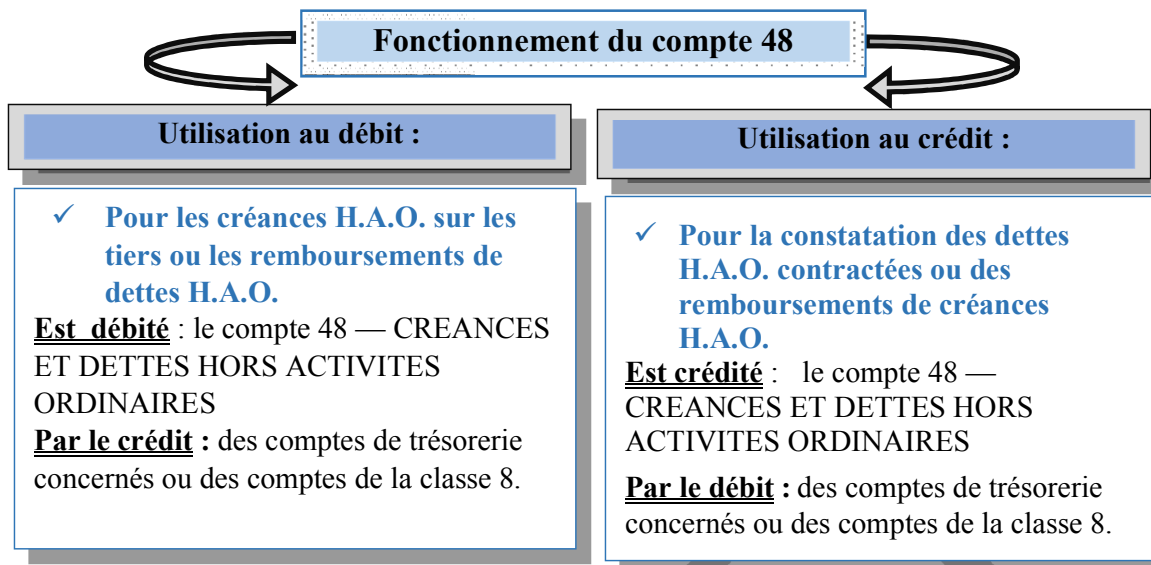 Fonctionnement du compte 48
Utilisation au débit :
✓ Pour les créances H.A.O. sur les
tiers ou les remboursements de
dettes H.A.O.
Est débité : le compte 48 — CREANCES
ET DETTES HORS ACTIVITES
ORDINAIRES
Par le crédit : des comptes de trésorerie
concernés ou des comptes de la classe 8.
Utilisation au crédit :
✓ Pour la constatation des dettes
H.A.O. contractées ou des
remboursements de créances
H.A.O.
Est crédité : le compte 48 —
CREANCES ET DETTES HORS
ACTIVITES ORDINAIRES
Par le débit : des comptes de trésorerie
concernés ou des comptes de la classe 8.